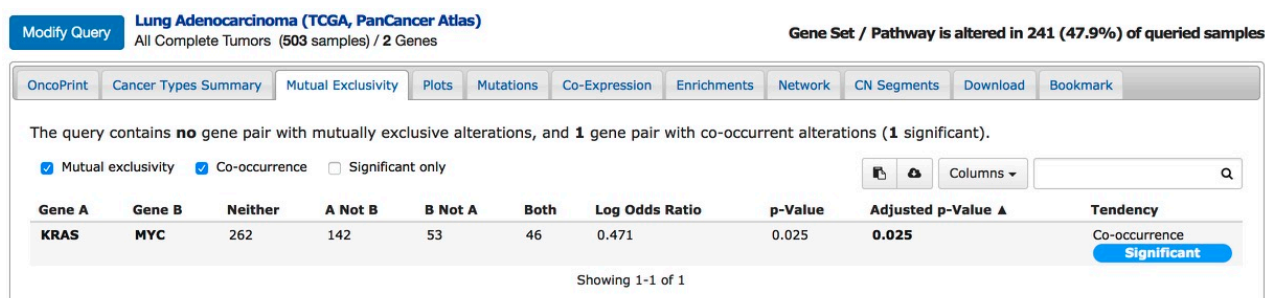 Modify Query
Lung Adenocarcinoma (TCGA, PanCancer Atlas)
All Complete Tumors (503 samples) / 2 Genes
Gene Set / Pathway is altered in 241 (47.9%) of queried samples
OncoPrint Cancer Types Summary Mutual Exclusivity Plots Mutations Co-Expression Enrichments Network CN Segments Download Bookmark
The query contains no gene pair with mutually exclusive alterations, and 1 gene pair with co-occurrent alterations (1 significant).
Mutual exclusivity Co-occurrence Significant only
Columns
Gene A Gene B Neither A Not B B Not A Both Log Odds Ratio p-Value Adjusted p-Value ▲ Tendency
KRAS MYC 262 142 53 46 0.471 0.025 0.025 Co-occurrence
Significant
Showing 1-1 of 1